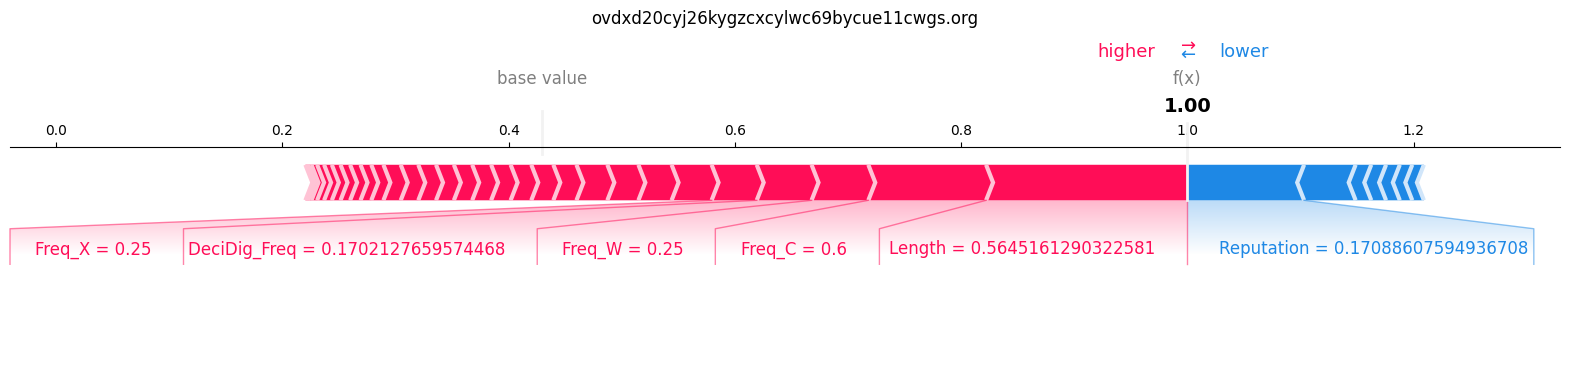 ovdxd20cyj26kygzcxcylwc69bycue11cwgs.org
higher ⇄ lower
base value f(x)
1.00
0.0 0.2 0.4 0.6 0.8 1.0 1.2
Freq_X = 0.25 DeciDig_Freq = 0.1702127659574468 Freq_W = 0.25 Freq_C = 0.6 Length = 0.5645161290322581 Reputation = 0.17088607594936708